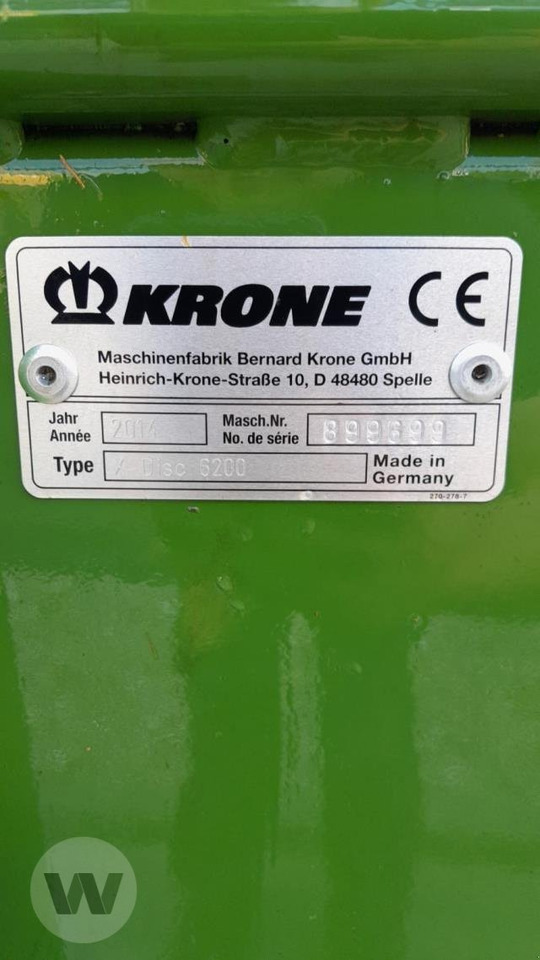 KRONE CE
Maschinenfabrik Bernard Krone GmbH
Heinrich-Krone-Straße 10, D 48480 Spelle
Jahr
Année 2014
Masch.Nr.
No. de série 899699
Type X Disc 6200
Made in
Germany
270-278-7
W